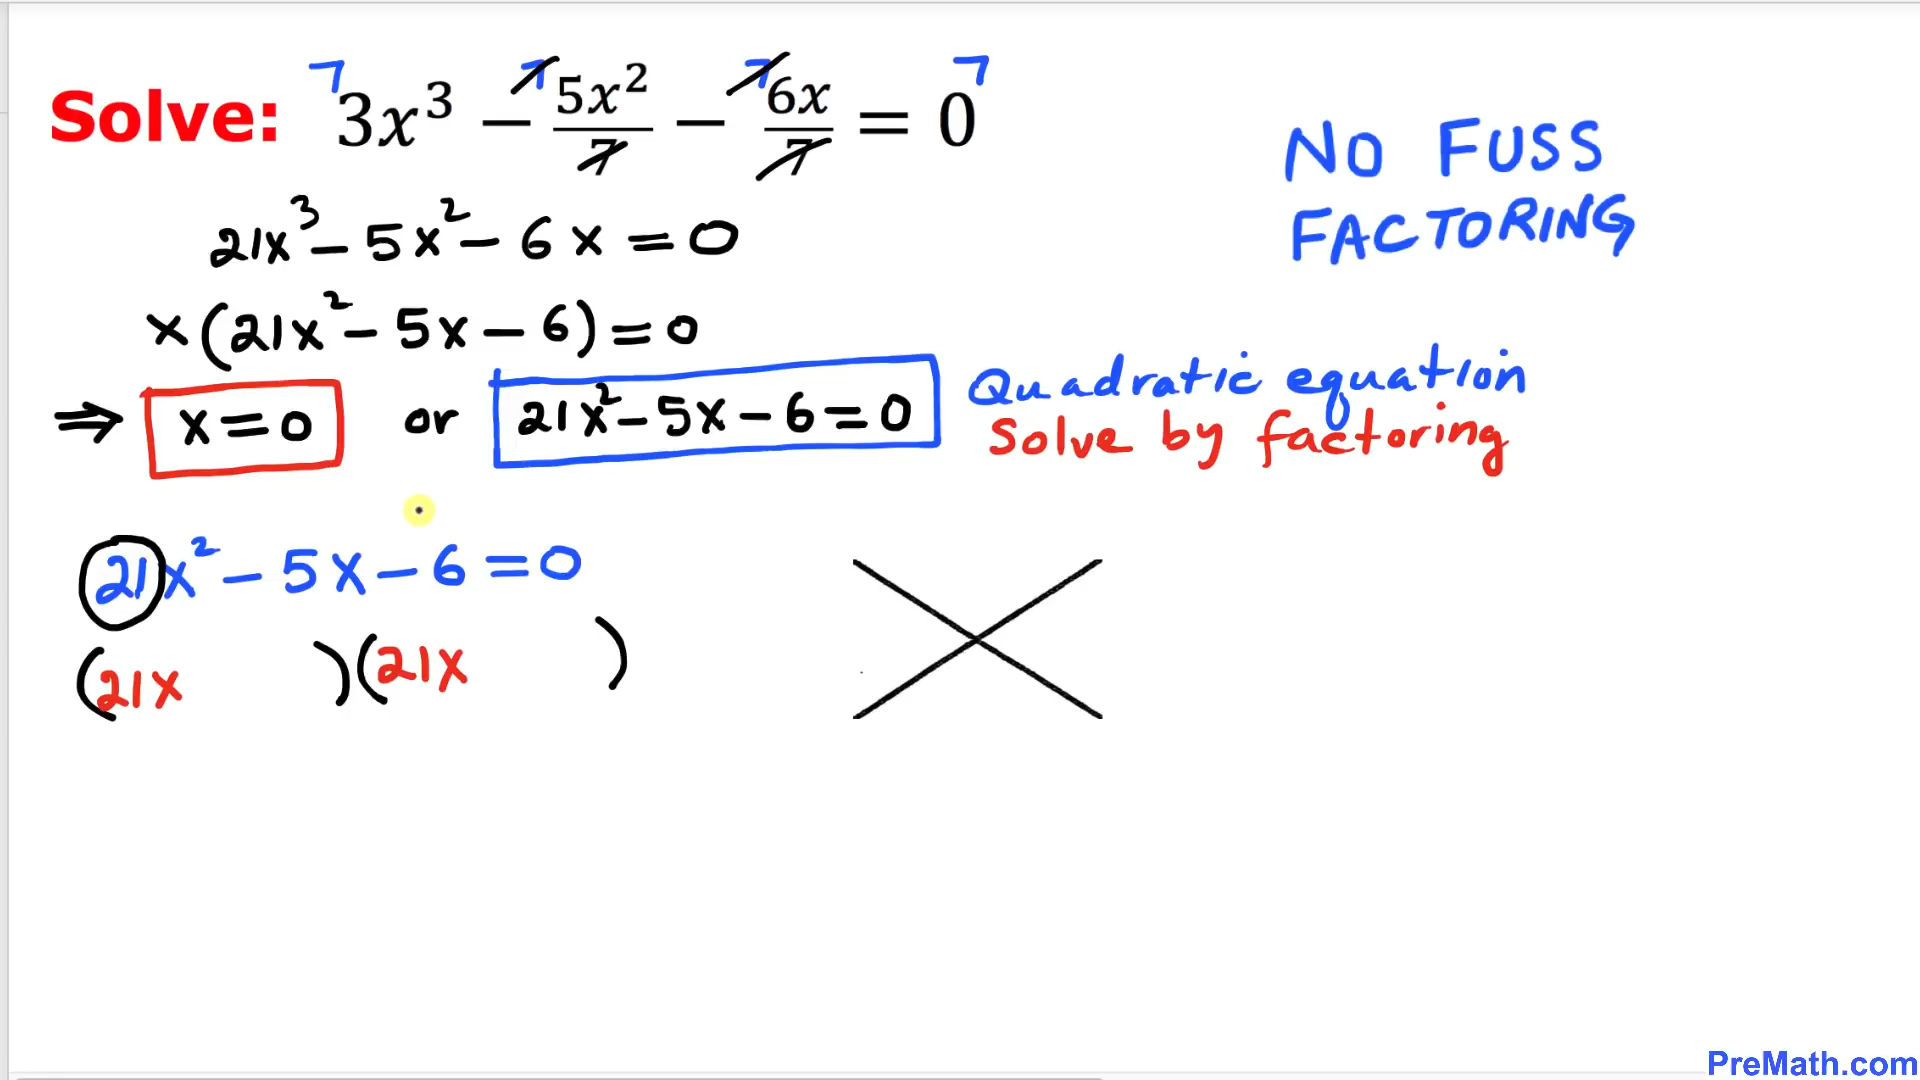 Solve: 7 3x³ − 7 5x²/7 − 7 6x/7 = 0 7
NO FUSS
FACTORING
21x³ − 5x² − 6x = 0
x(21x² − 5x − 6) = 0
⇒ x = 0 or 21x² − 5x − 6 = 0
Quadratic equation
Solve by factoring
21x² − 5x − 6 = 0
(21x )(21x )
PreMath.com